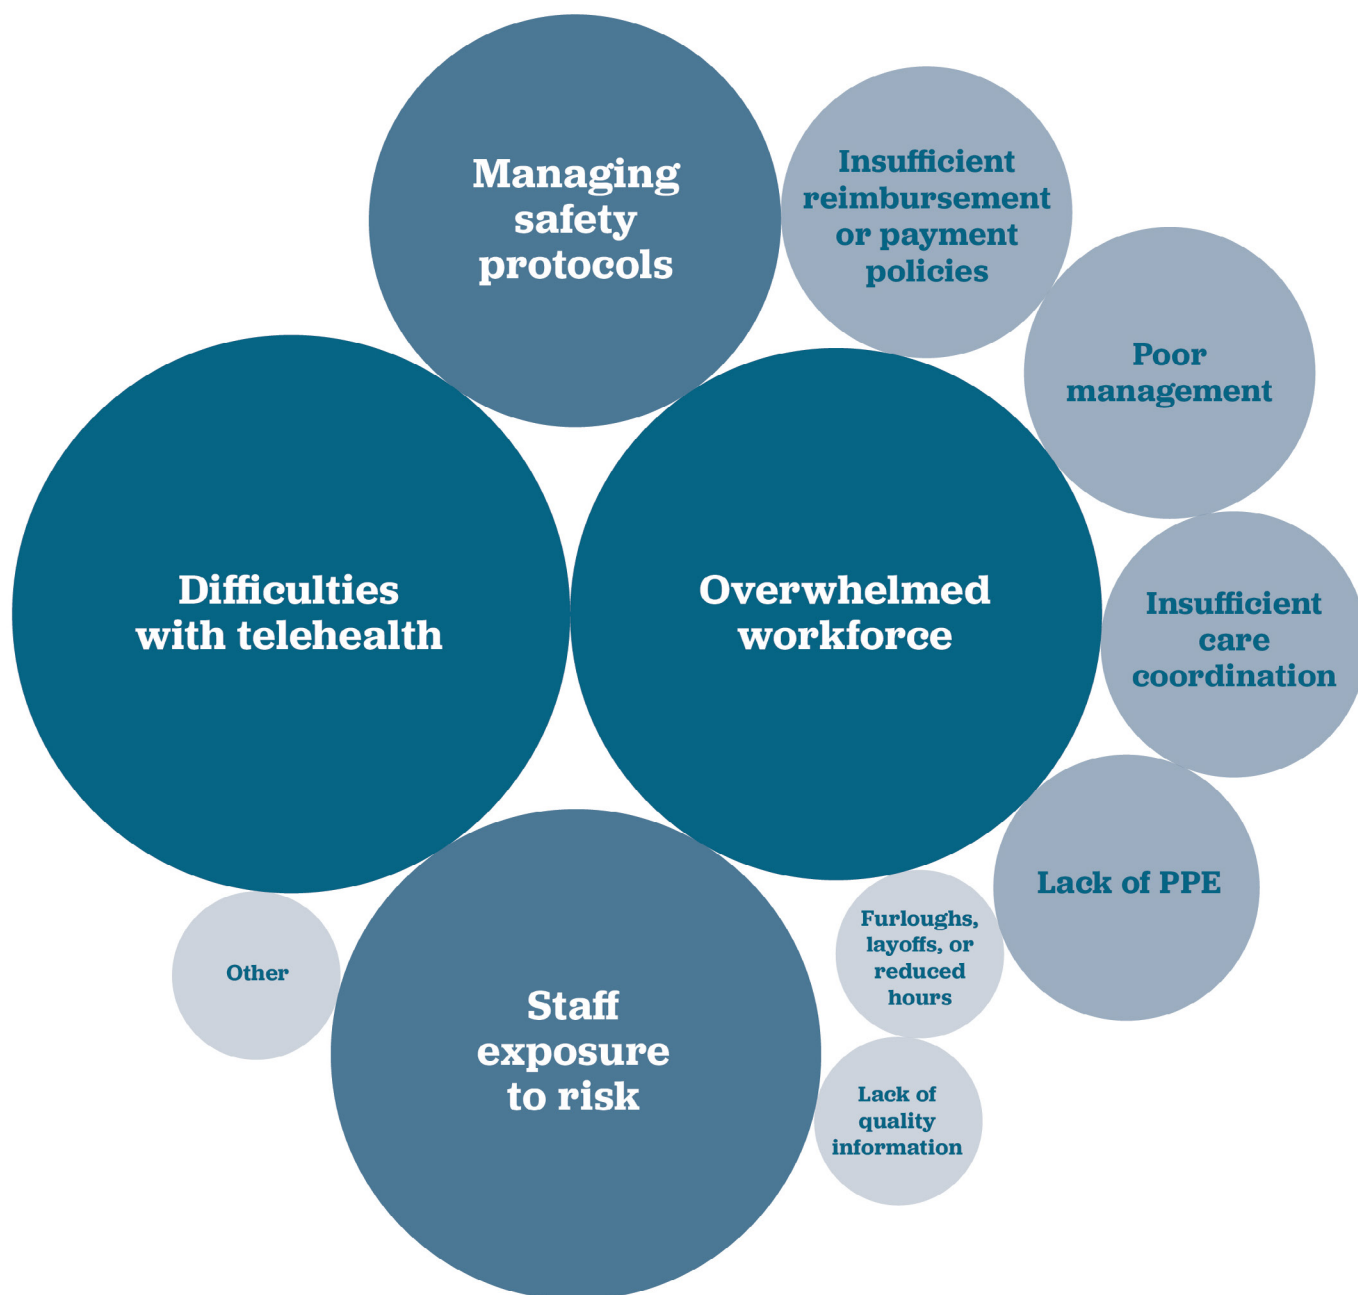 Managing
safety
protocols
Insufficient
reimbursement
or payment
policies
Poor
management
Difficulties
with telehealth
Overwhelmed
workforce
Insufficient
care
coordination
Lack of PPE
Furloughs,
layoffs, or
reduced
hours
Other
Staff
exposure
to risk
Lack of
quality
information